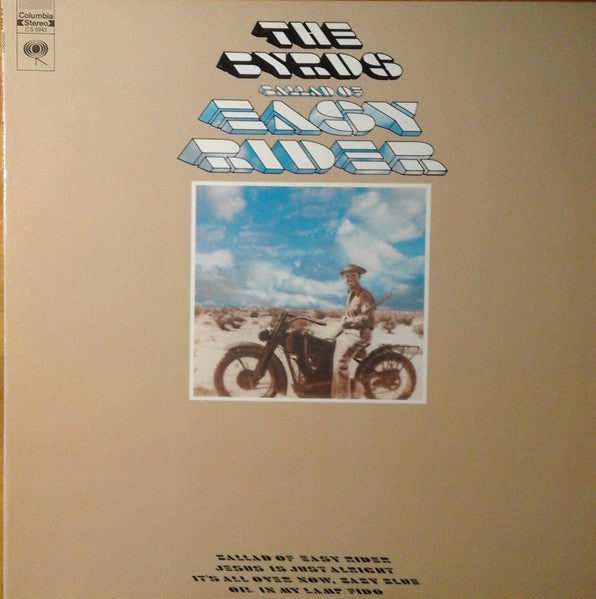 Columbia
Stereo
CS 9942
THE
BYRDS
BALLAD OF
EASY
RIDER
BALLAD OF EASY RIDER
JESUS IS JUST ALRIGHT
IT'S ALL OVER NOW, BABY BLUE
OIL IN MY LAMP/FIDO